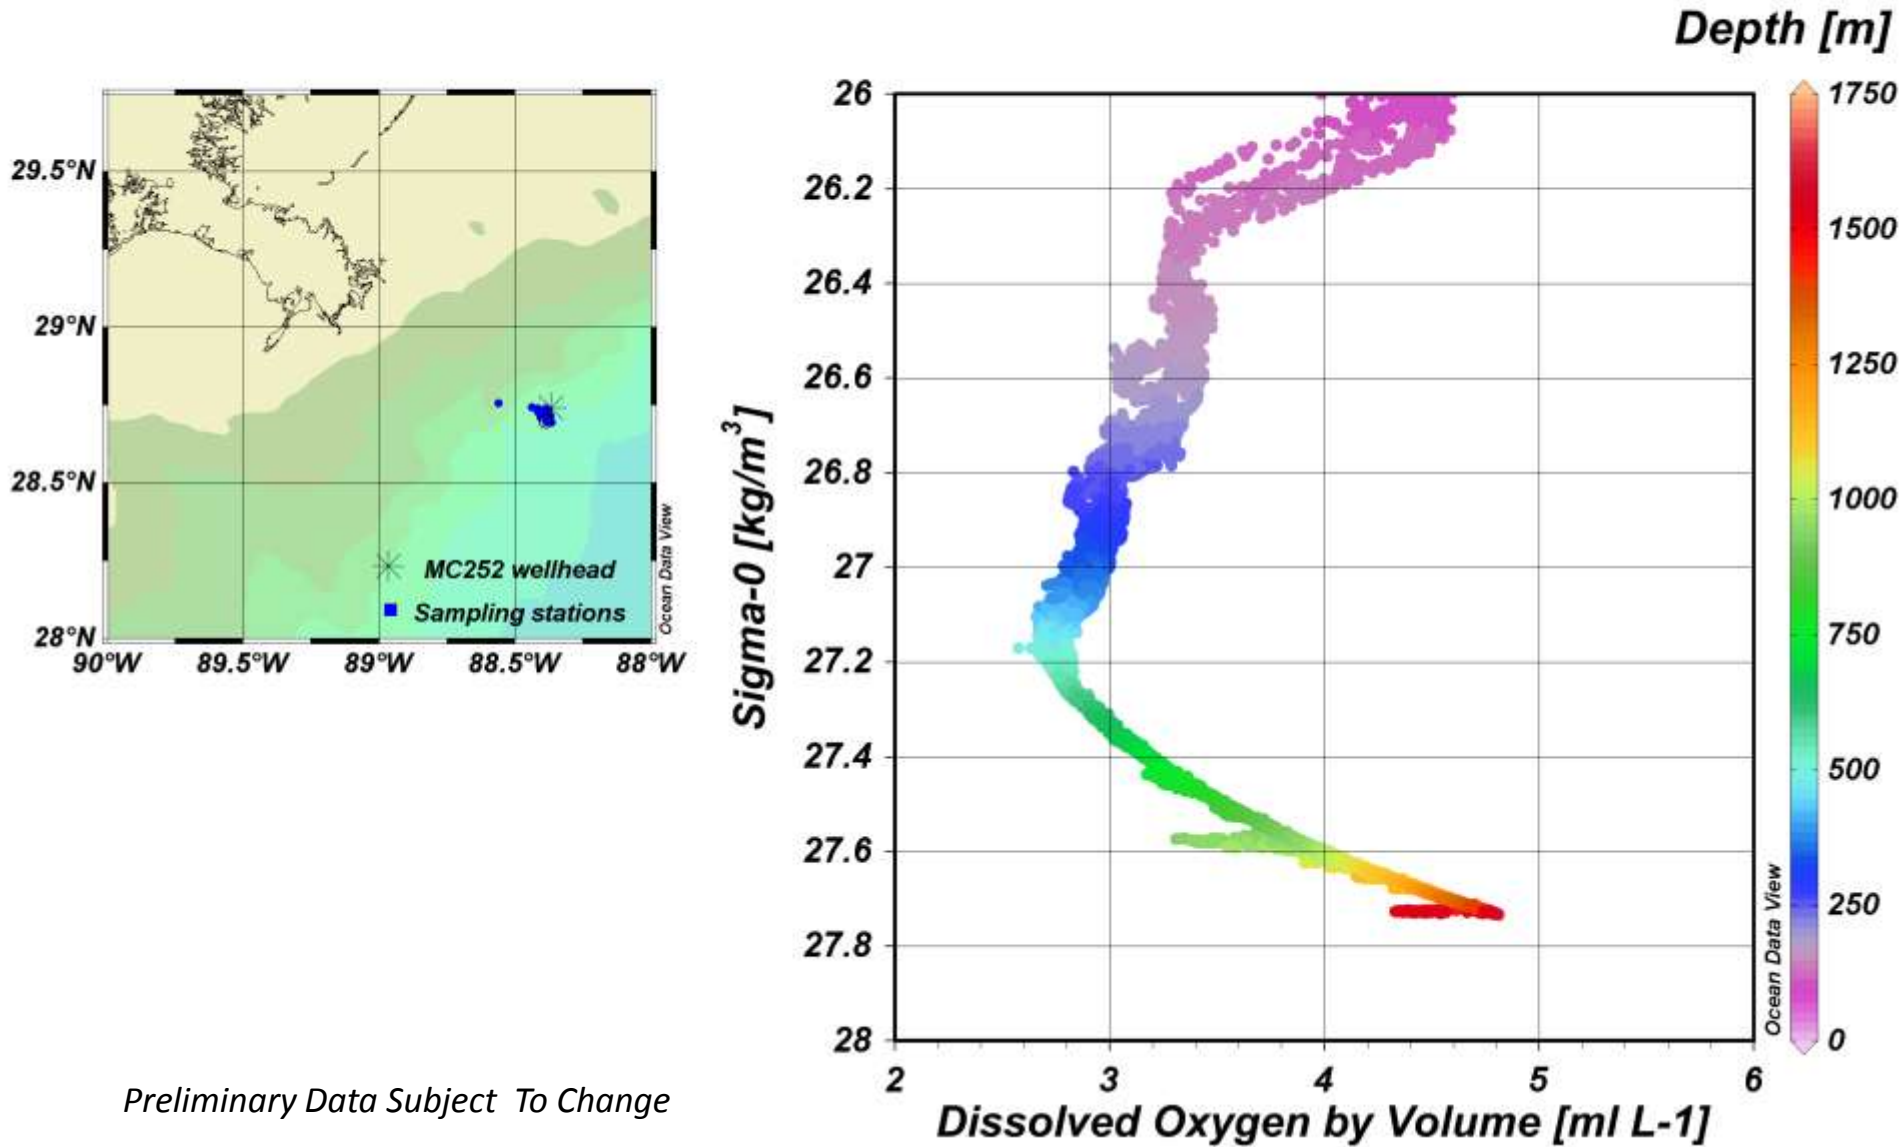 Depth [m]
29.5°N
29°N
28.5°N
28°N
90°W 89.5°W 89°W 88.5°W 88°W
MC252 wellhead
Sampling stations
Ocean Data View
Sigma-0 [kg/m³]
26
26.2
26.4
26.6
26.8
27
27.2
27.4
27.6
27.8
28
2 3 4 5 6
Dissolved Oxygen by Volume [ml L-1]
Ocean Data View
1750
1500
1250
1000
750
500
250
0
Preliminary Data Subject To Change